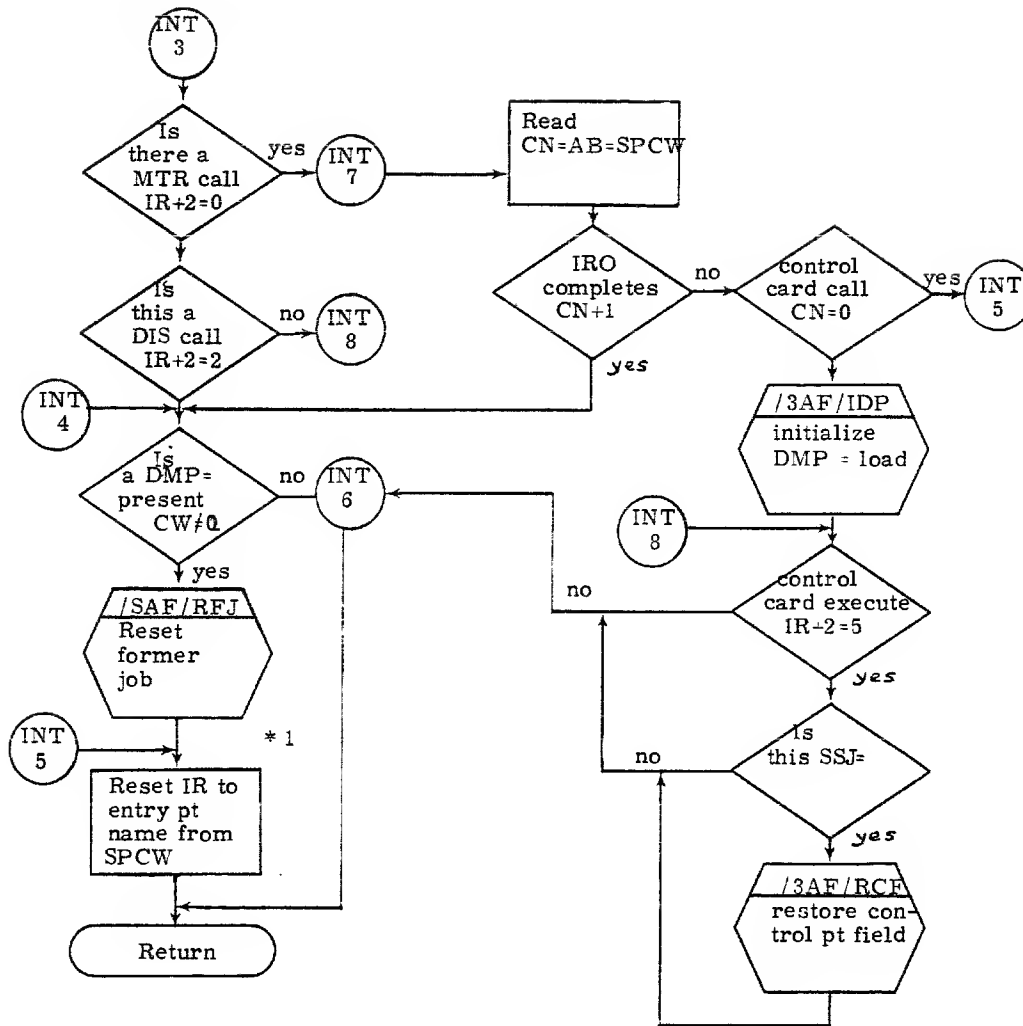 INT
3
Is
there a
MTR call
IR+2=0
yes
INT
7
Read
CN=AB=SPCW
Is
this a
DIS call
IR+2=2
no
INT
8
IRO
completes
CN+1
no
yes
control
card call
CN=0
yes
INT
5
INT
4
Is
a DMP=
present
no
INT
6
yes
/3AF/IDP
initialize
DMP = load
INT
8
control
card execute
IR+2=5
no
yes
/SAF/RFJ
Reset
former
job
INT
5
* 1
Reset IR to
entry pt
name from
SPCW
Return
Is
this SSJ=
no
yes
/3AF/RCF
restore con-
trol pt field